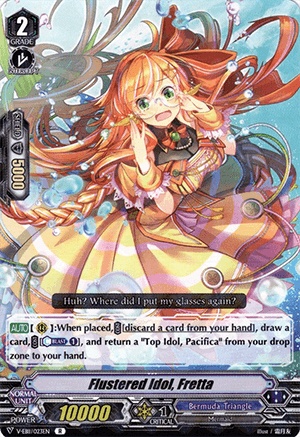 2
GRADE
SHIELD 5000
Huh? Where did I put my glasses again?
AUTO :When placed, [discard a card from your hand], draw a
card, [C BLAST 1], and return a "Top Idol, Pacifica" from your drop
zone to your hand.
NORMAL
UNIT
Flustered Idol, Fretta
POWER
10000
1
CRITICAL
Bermuda Triangle
Mermaid
V-EB11/023EN R